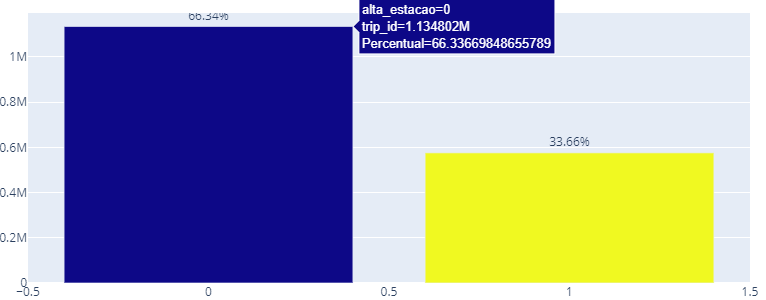 alta_estacao=0
66.34%
trip_id=1.134802M
Percentual=66.33669848655789
1M
0.8M
33.66%
0.6M
0.4M
0.2M
0
−0.5 0 0.5 1 1.5